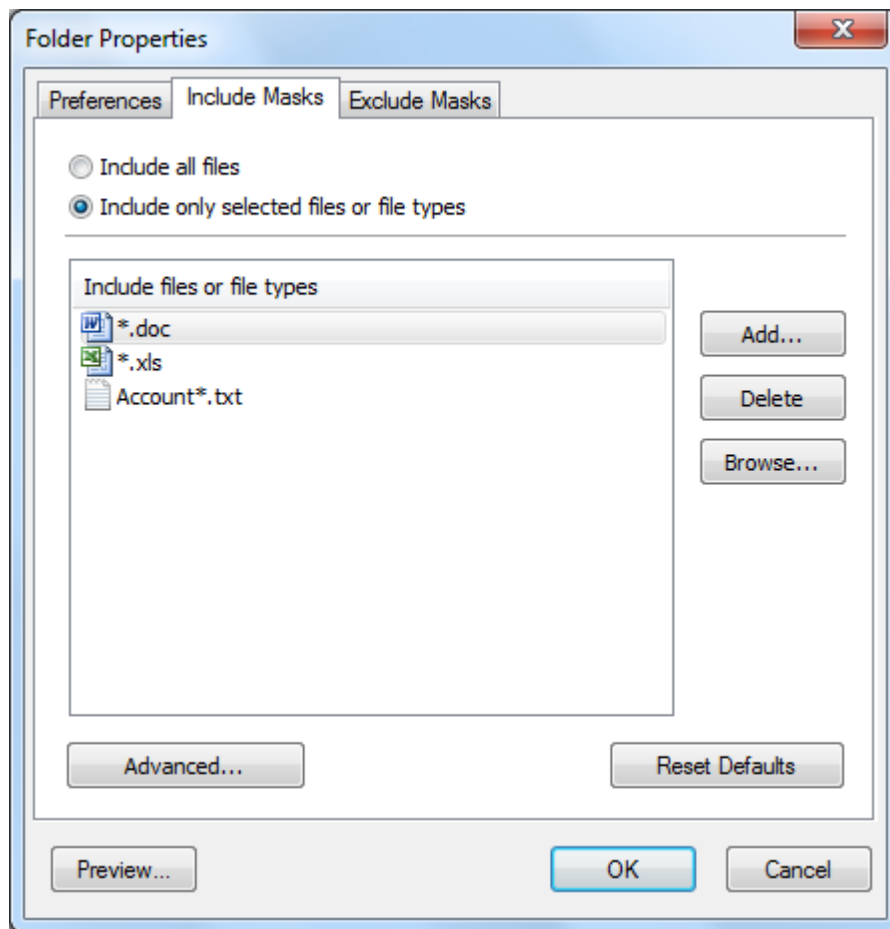 Folder Properties
Preferences Include Masks Exclude Masks
Include all files
Include only selected files or file types
Include files or file types
*.doc
*.xls
Account*.txt
Add...
Delete
Browse...
Advanced...
Reset Defaults
Preview...
OK
Cancel